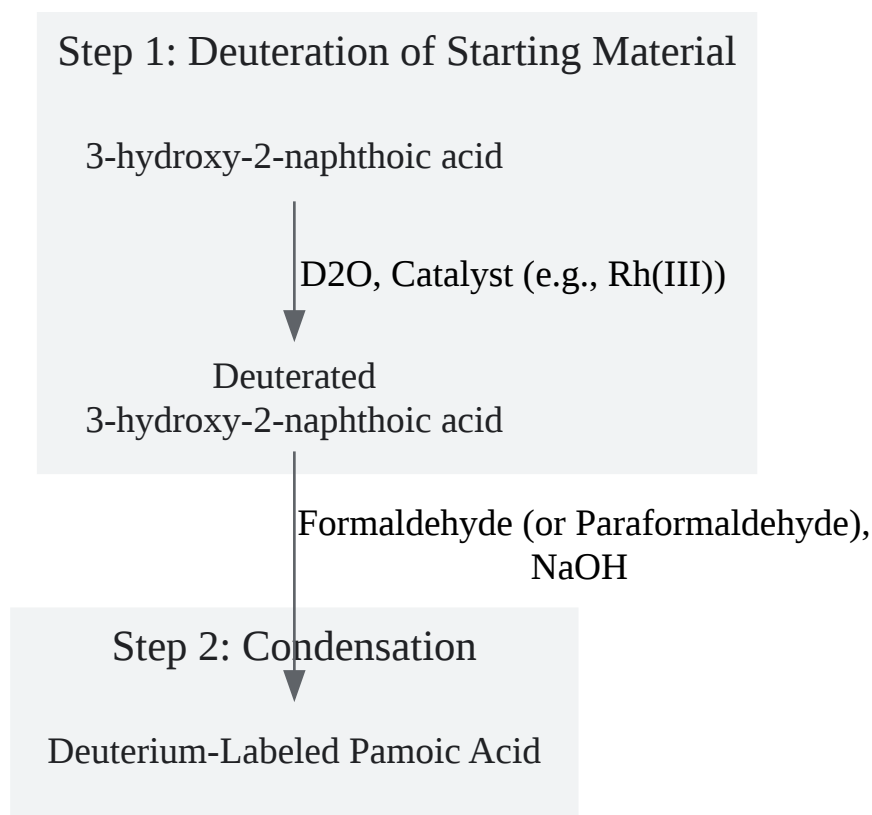 Step 1: Deuteration of Starting Material
3-hydroxy-2-naphthoic acid
D2O, Catalyst (e.g., Rh(III))
Deuterated
3-hydroxy-2-naphthoic acid
Formaldehyde (or Paraformaldehyde),
NaOH
Step 2: Condensation
Deuterium-Labeled Pamoic Acid